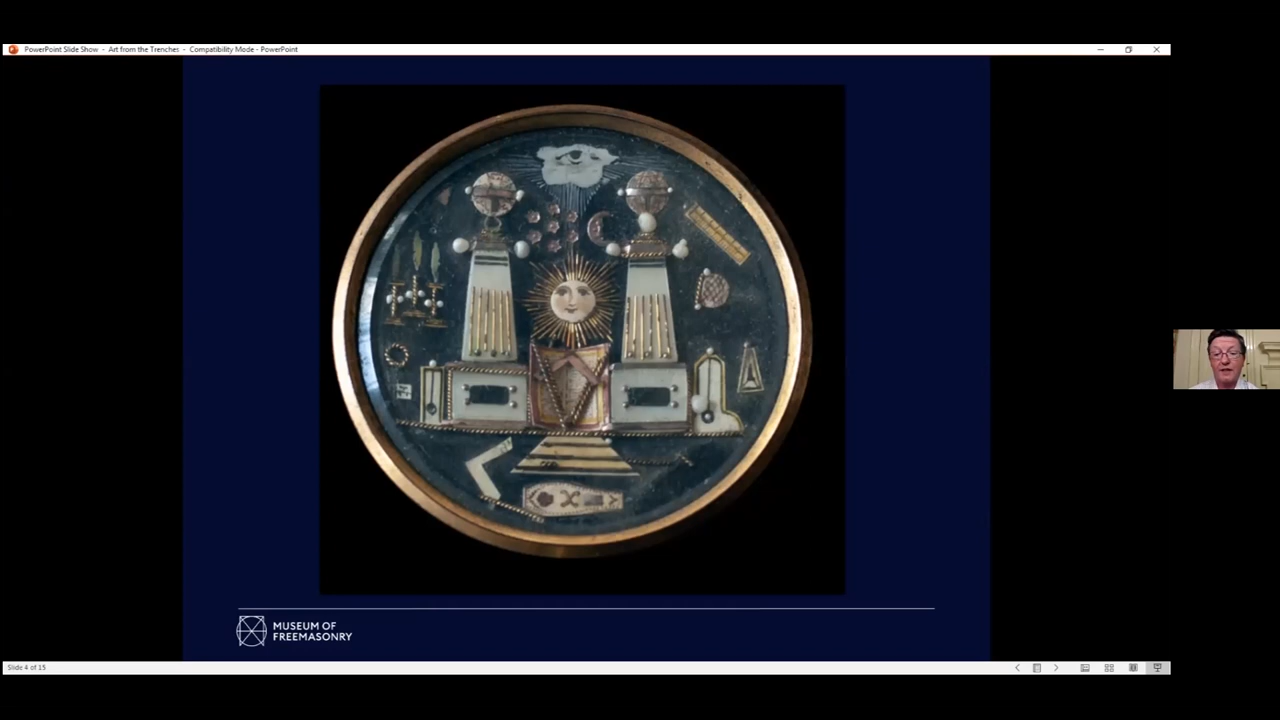 PowerPoint Slide Show - Art from the Trenches - Compatibility Mode - PowerPoint
MUSEUM OF
FREEMASONRY
Slide 4 of 15